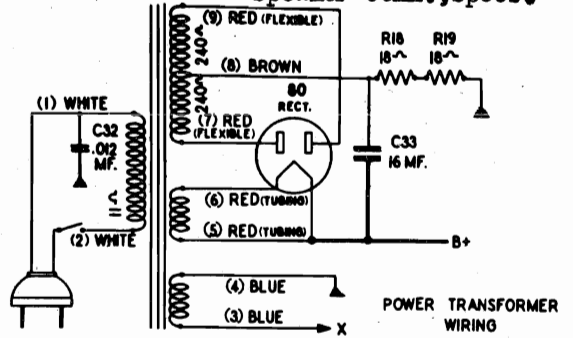 (9) RED (FLEXIBLE)
240~
(8) BROWN
R18
18~
R19
18~
240~
80
RECT.
(1) WHITE
(7) RED
(FLEXIBLE)
C32
.012
MF.
C33
16 MF.
11~
(6) RED (TUBING)
(2) WHITE
(5) RED (TUBING)
B+
(4) BLUE
POWER TRANSFORMER
WIRING
(3) BLUE
X